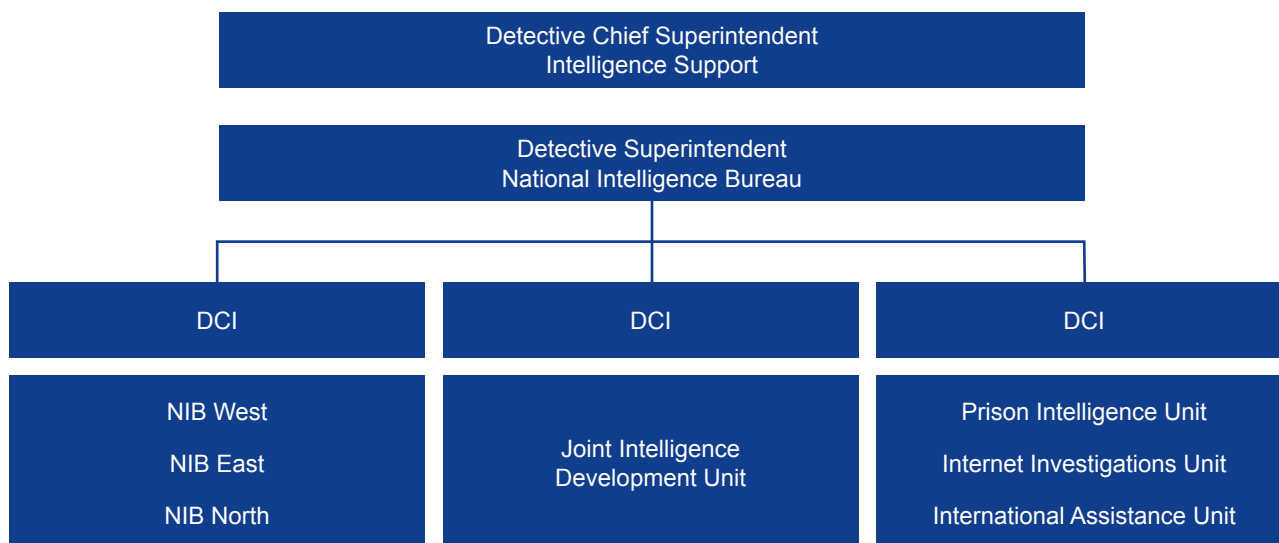 Detective Chief Superintendent
Intelligence Support
Detective Superintendent
National Intelligence Bureau
DCI
DCI
DCI
NIB West
NIB East
NIB North
Joint Intelligence
Development Unit
Prison Intelligence Unit
Internet Investigations Unit
International Assistance Unit